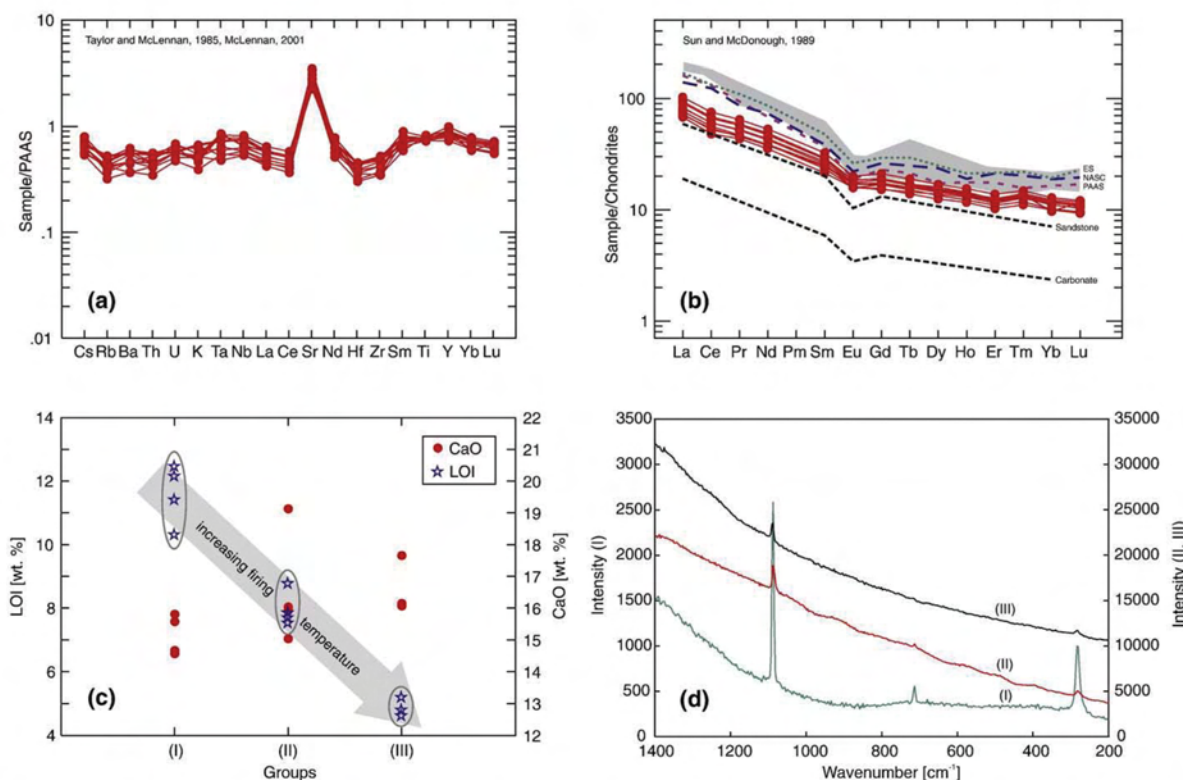 Taylor and McLennan, 1985, McLennan, 2001
10
1
.1
.01
Sample/PAAS
(a)
Cs Rb Ba Th U K Ta Nb La Ce Sr Nd Hf Zr Sm Ti Y Yb Lu
Sun and McDonough, 1989
100
10
1
Sample/Chondrites
ES
NASC
PAAS
Sandstone
Carbonate
(b)
La Ce Pr Nd Pm Sm Eu Gd Tb Dy Ho Er Tm Yb Lu
14
12
10
8
6
4
LOI [wt. %]
CaO
LOI
increasing firing temperature
22
21
20
19
18
17
16
15
14
13
12
CaO [wt. %]
(c)
(I) (II) (III)
Groups
3500
3000
2500
2000
1500
1000
500
0
Intensity (I)
(III)
(II)
(I)
35000
30000
25000
20000
15000
10000
5000
0
Intensity (II, III)
(d)
1400 1200 1000 800 600 400 200
Wavenumber [cm-1]